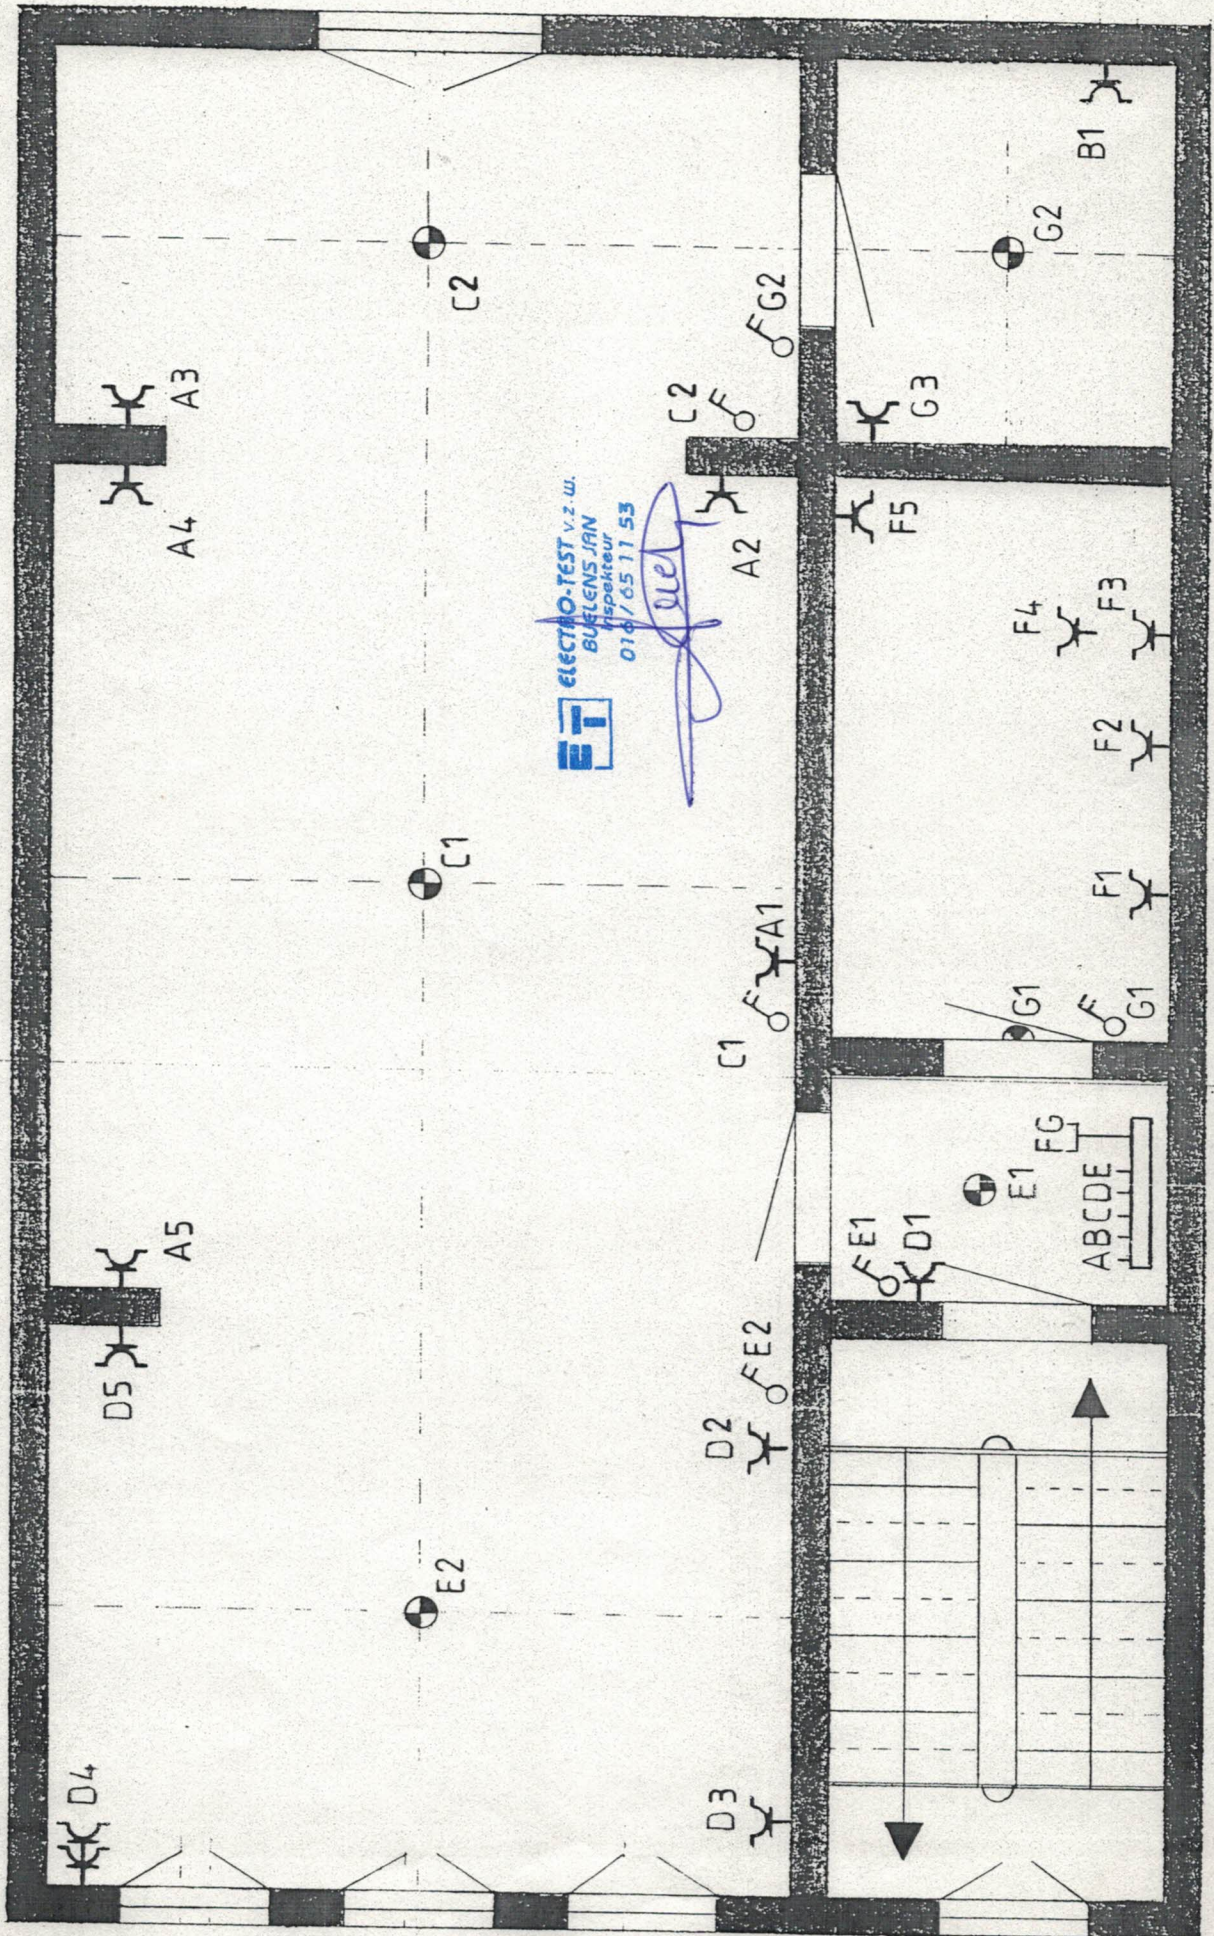 D4
D5
A5
A4
A3
E2
C1
C2
D3
D2
E2
C1
A1
A2
C2
G2
ET
ELECTRO-TEST v.z.w.
BUELENS JAN
Inspekteur
016/65 11 53
E1
D1
E1
ABCDE
FG
G1
G1
F1
F2
F3
F4
F5
G3
G2
B1